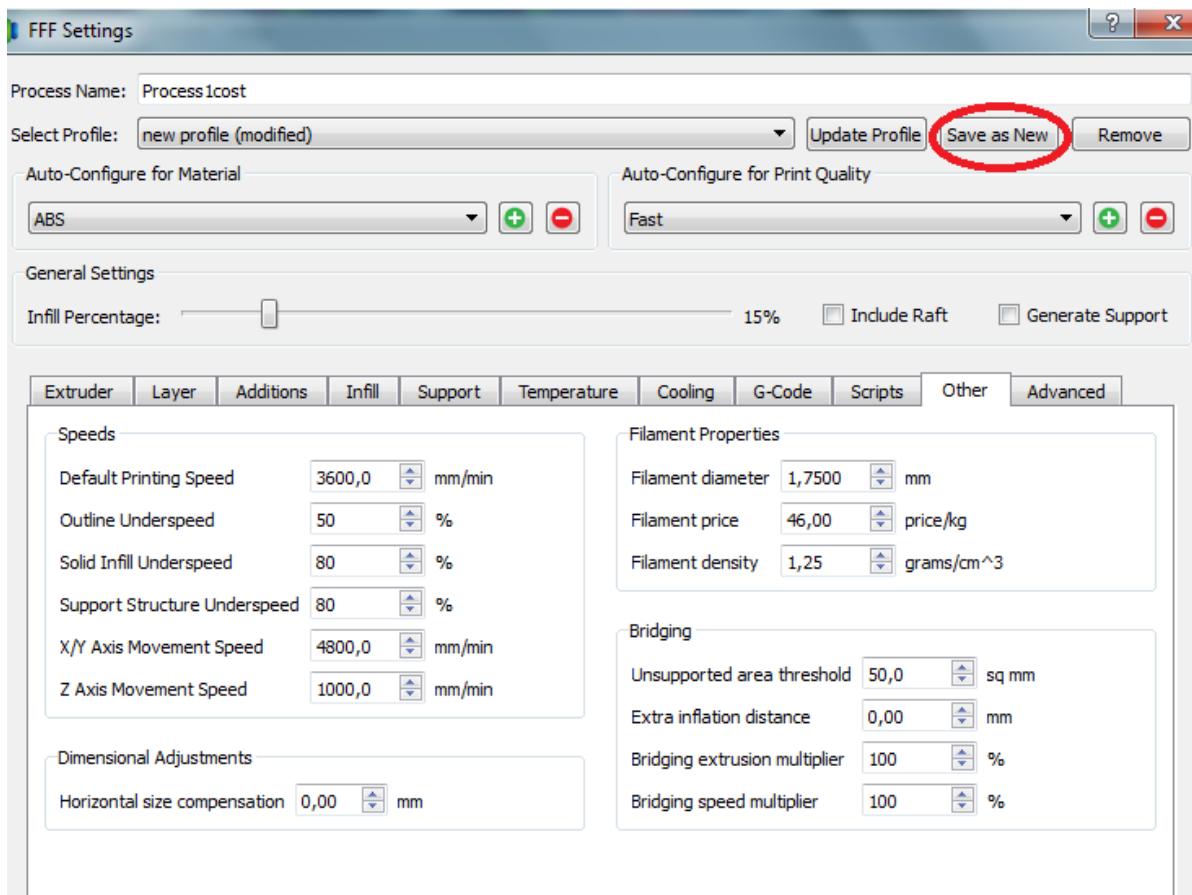 FFF Settings
Process Name: Process1cost
Select Profile: new profile (modified) Update Profile Save as New Remove
Auto-Configure for Material
ABS
Auto-Configure for Print Quality
Fast
General Settings
Infill Percentage: 15% Include Raft Generate Support
Extruder Layer Additions Infill Support Temperature Cooling G-Code Scripts Other Advanced
Speeds
Default Printing Speed 3600,0 mm/min
Outline Underspeed 50 %
Solid Infill Underspeed 80 %
Support Structure Underspeed 80 %
X/Y Axis Movement Speed 4800,0 mm/min
Z Axis Movement Speed 1000,0 mm/min
Dimensional Adjustments
Horizontal size compensation 0,00 mm
Filament Properties
Filament diameter 1,7500 mm
Filament price 46,00 price/kg
Filament density 1,25 grams/cm^3
Bridging
Unsupported area threshold 50,0 sq mm
Extra inflation distance 0,00 mm
Bridging extrusion multiplier 100 %
Bridging speed multiplier 100 %